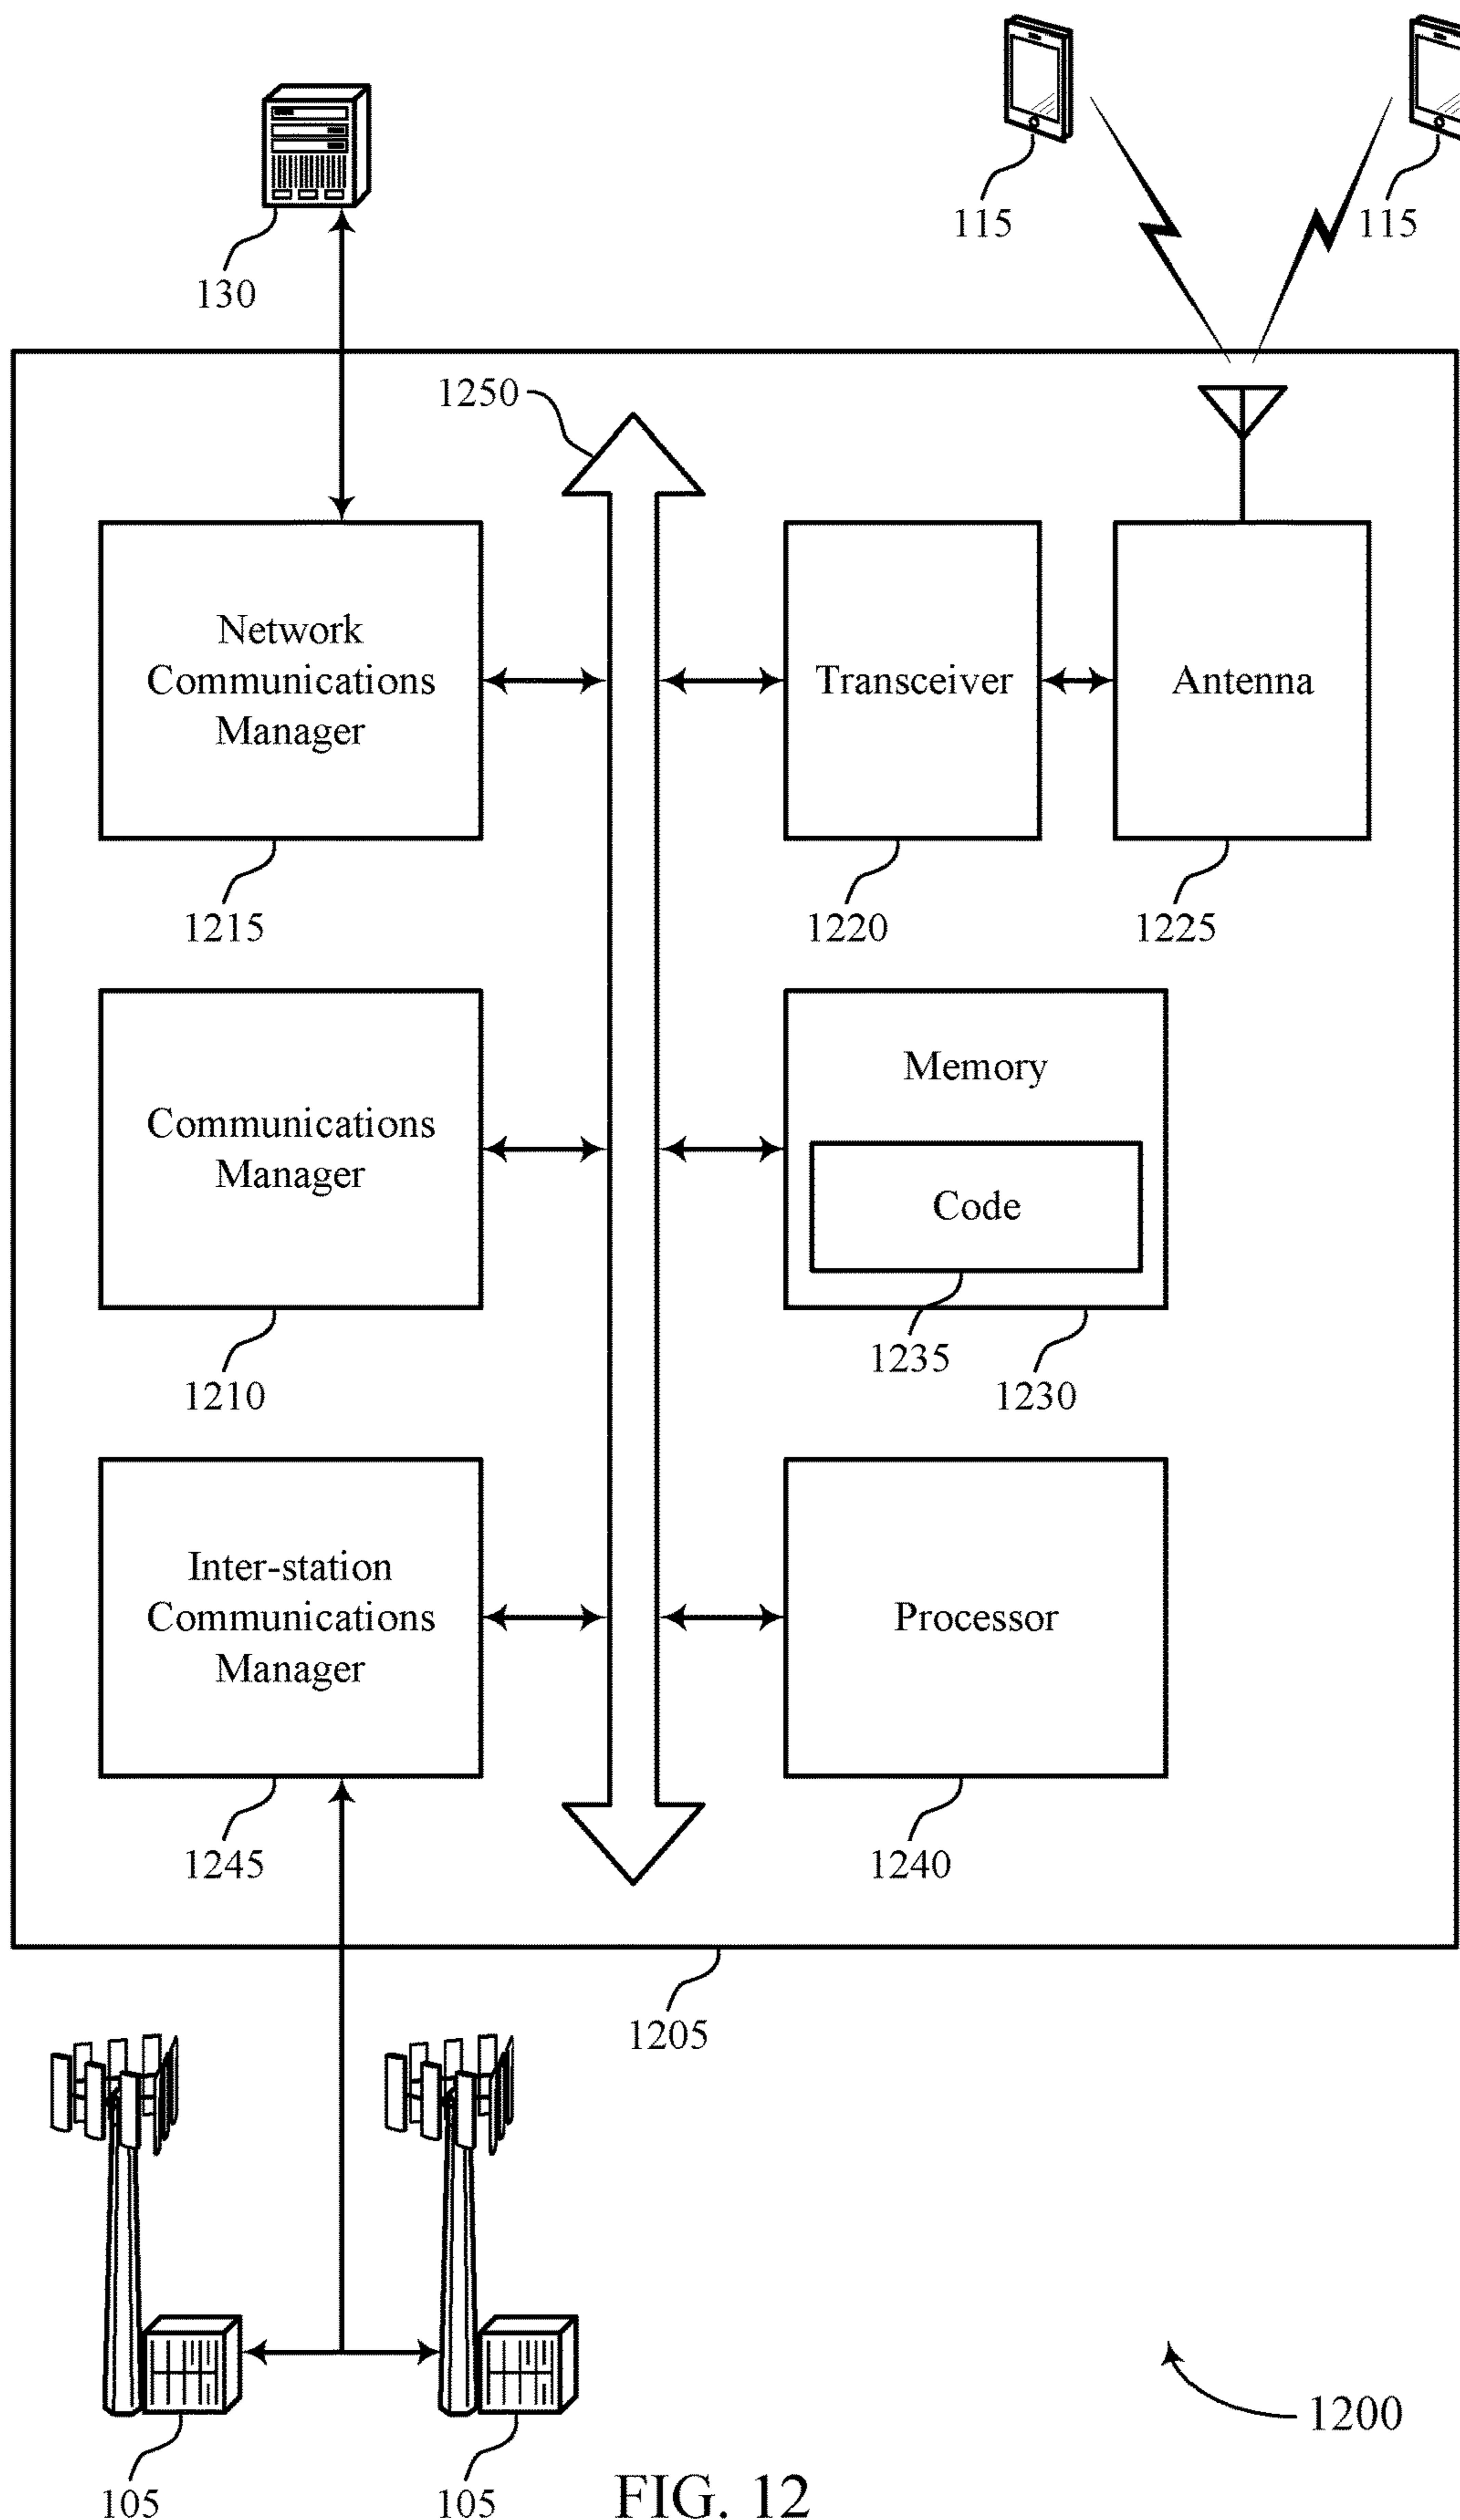 115
115
130
1250
Network
Communications
Manager
Transceiver
Antenna
1215
1220
1225
Communications
Manager
Memory
Code
1235
1230
1210
Inter-station
Communications
Manager
Processor
1245
1240
1205
1200
105
105
FIG. 12